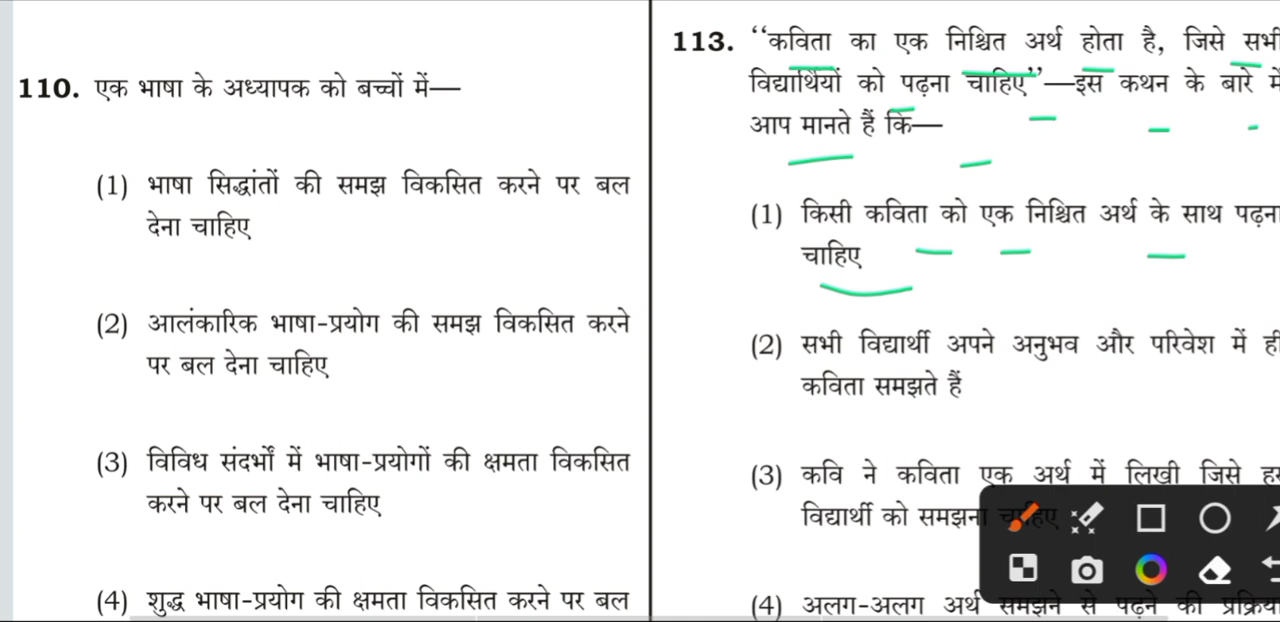 110. एक भाषा के अध्यापक को बच्चों में—
(1) भाषा सिद्धांतों की समझ विकसित करने पर बल
देना चाहिए
(2) आलंकारिक भाषा-प्रयोग की समझ विकसित करने
पर बल देना चाहिए
(3) विविध संदर्भों में भाषा-प्रयोगों की क्षमता विकसित
करने पर बल देना चाहिए
(4) शुद्ध भाषा-प्रयोग की क्षमता विकसित करने पर बल
113. ‘‘कविता का एक निश्चित अर्थ होता है, जिसे सभी
विद्यार्थियों को पढ़ना चाहिए’’—इस कथन के बारे में
आप मानते हैं कि—
(1) किसी कविता को एक निश्चित अर्थ के साथ पढ़ना
चाहिए
(2) सभी विद्यार्थी अपने अनुभव और परिवेश में ही
कविता समझते हैं
(3) कवि ने कविता एक अर्थ में लिखी जिसे
विद्यार्थी को समझना चाहिए
(4) अलग-अलग अर्थ समझने से पढ़ने की